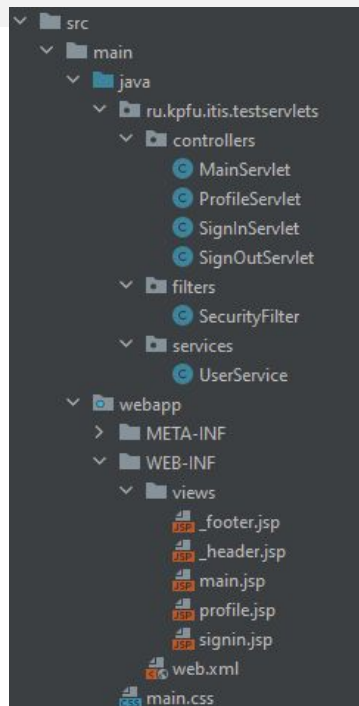 src
main
java
ru.kpfu.itis.testservlets
controllers
MainServlet
ProfileServlet
SignInServlet
SignOutServlet
filters
SecurityFilter
services
UserService
webapp
META-INF
WEB-INF
views
_footer.jsp
_header.jsp
main.jsp
profile.jsp
signin.jsp
web.xml
main.css